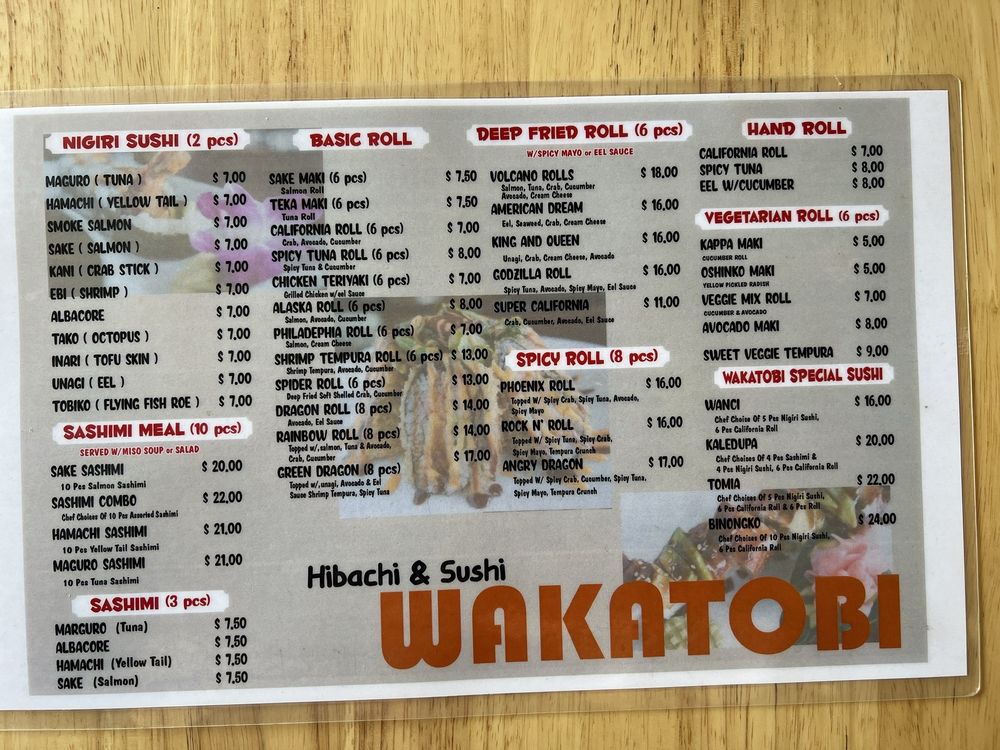 NIGIRI SUSHI (2 pcs)
MAGURO ( TUNA ) $ 7,00
HAMACHI ( YELLOW TAIL ) $ 7,00
SMOKE SALMON $ 7,00
SAKE ( SALMON ) $ 7,00
KANI ( CRAB STICK ) $ 7,00
EBI ( SHRIMP ) $ 7,00
ALBACORE $ 7,00
TAKO ( OCTOPUS ) $ 7,00
INARI ( TOFU SKIN ) $ 7,00
UNAGI ( EEL ) $ 7,00
TOBIKO ( FLYING FISH ROE ) $ 7,00
SASHIMI MEAL (10 pcs)
SERVED W/MISO SOUP or SALAD
SAKE SASHIMI $ 20,00
10 Pcs Salmon Sashimi
SASHIMI COMBO $ 22,00
Chef Choices Of 10 Pcs Assorted Sashimi
HAMACHI SASHIMI $ 21,00
10 Pcs Yellow Tail Sashimi
MAGURO SASHIMI $ 21,00
10 Pcs Tuna Sashimi
SASHIMI (3 pcs)
MARGURO (Tuna) $ 7,50
ALBACORE $ 7,50
HAMACHI (Yellow Tail) $ 7,50
SAKE (Salmon) $ 7,50
BASIC ROLL
SAKE MAKI (6 pcs) $ 7,50
Salmon Roll
TEKA MAKI (6 pcs) $ 7,50
Tuna Roll
CALIFORNIA ROLL (6 pcs) $ 7,00
Crab, Avocado, Cucumber
SPICY TUNA ROLL (6 pcs) $ 8,00
Spicy Tuna & Cucumber
CHICKEN TERIYAKI (6 pcs) $ 7,00
Grilled Chicken w/eel Sauce
ALASKA ROLL (6 pcs) $ 8,00
Salmon, Avocado, Cucumber
PHILADEPHIA ROLL (6 pcs) $ 7,00
Salmon, Cream Cheese
SHRIMP TEMPURA ROLL (6 pcs) $ 13,00
Shrimp Tempura, Avocado, Cucumber
SPIDER ROLL (6 pcs) $ 13,00
Deep Fried Soft Shelled Crab, Cucumber
DRAGON ROLL (8 pcs) $ 14,00
Avocado, Eel Sauce
RAINBOW ROLL (8 pcs) $ 14,00
Topped w/,salmon, Tuna & Avocado,
Crab, Cucumber
GREEN DRAGON (8 pcs) $ 17,00
Topped w/,unagi, Avocado & Eel
Sauce Shrimp Tempura, Spicy Tuna
DEEP FRIED ROLL (6 pcs)
W/SPICY MAYO or EEL SAUCE
VOLCANO ROLLS $ 18,00
Salmon, Tuna, Crab, Cucumber
Avocado, Cream Cheese
AMERICAN DREAM $ 16,00
Eel, Seaweed, Crab, Cream Cheese
KING AND QUEEN $ 16,00
Unagi, Crab, Cream Cheese, Avocado
GODZILLA ROLL $ 16,00
Spicy Tuna, Avocado, Spicy Mayo, Eel Sauce
SUPER CALIFORNIA $ 11,00
Crab, Cucumber, Avocado, Eel Sauce
SPICY ROLL (8 pcs)
PHOENIX ROLL $ 16,00
Topped W/ Spicy Crab, Spicy Tuna, Avocado,
Spicy Mayo
ROCK N' ROLL $ 16,00
Topped W/ Spicy Tuna, Spicy Crab,
Spicy Mayo, Tempura Crunch
ANGRY DRAGON $ 17,00
Topped W/ Spicy Crab, Cucumber, Spicy Tuna,
Spicy Mayo, Tempura Crunch
HAND ROLL
CALIFORNIA ROLL $ 7,00
SPICY TUNA $ 8,00
EEL W/CUCUMBER $ 8,00
VEGETARIAN ROLL (6 pcs)
KAPPA MAKI $ 5,00
CUCUMBER ROLL
OSHINKO MAKI $ 5,00
YELLOW PICKLED RADISH
VEGGIE MIX ROLL $ 7,00
CUCUMBER & AVOCADO
AVOCADO MAKI $ 8,00
SWEET VEGGIE TEMPURA $ 9,00
WAKATOBI SPECIAL SUSHI
WANCI $ 16,00
Chef Choice Of 5 Pcs Nigiri Sushi,
6 Pcs California Roll
KALEDUPA $ 20,00
Chef Choices Of 4 Pcs Sashimi &
4 Pcs Nigiri Sushi, 6 Pcs California Roll
TOMIA $ 22,00
Chef Choices Of 5 Pcs Nigiri Sushi,
6 Pcs California Roll & 6 Pcs Roll
BINONGKO $ 24,00
Chef Choices Of 10 Pcs Nigiri Sushi,
6 Pcs California Roll
Hibachi & Sushi
WAKATOBI